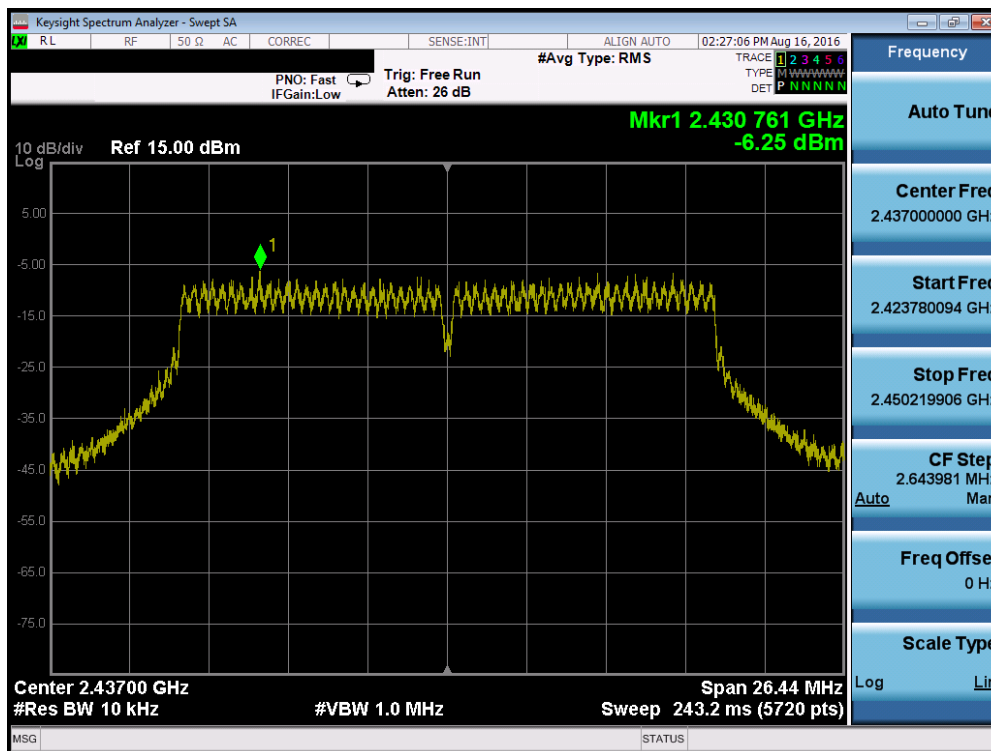 Keysight Spectrum Analyzer - Swept SA
LXI RL RF 50 Ω AC CORREC SENSE:INT ALIGN AUTO 02:27:06 PM Aug 16, 2016
#Avg Type: RMS
TRACE 1 2 3 4 5 6
PNO: Fast Trig: Free Run
TYPE M WWWWW
IFGain:Low Atten: 26 dB
DET P N N N N N
Mkr1 2.430 761 GHz
-6.25 dBm
10 dB/div Ref 15.00 dBm
Log
5.00
1
-5.00
-15.0
-25.0
-35.0
-45.0
-55.0
-65.0
-75.0
Center 2.43700 GHz Span 26.44 MHz
#Res BW 10 kHz #VBW 1.0 MHz Sweep 243.2 ms (5720 pts)
MSG STATUS
Frequency
Auto Tun
Center Fre
2.437000000 GH
Start Fre
2.423780094 GH
Stop Fre
2.450219906 GH
CF Step
2.643981 MH
Auto Ma
Freq Offse
0 H
Scale Type
Log Li